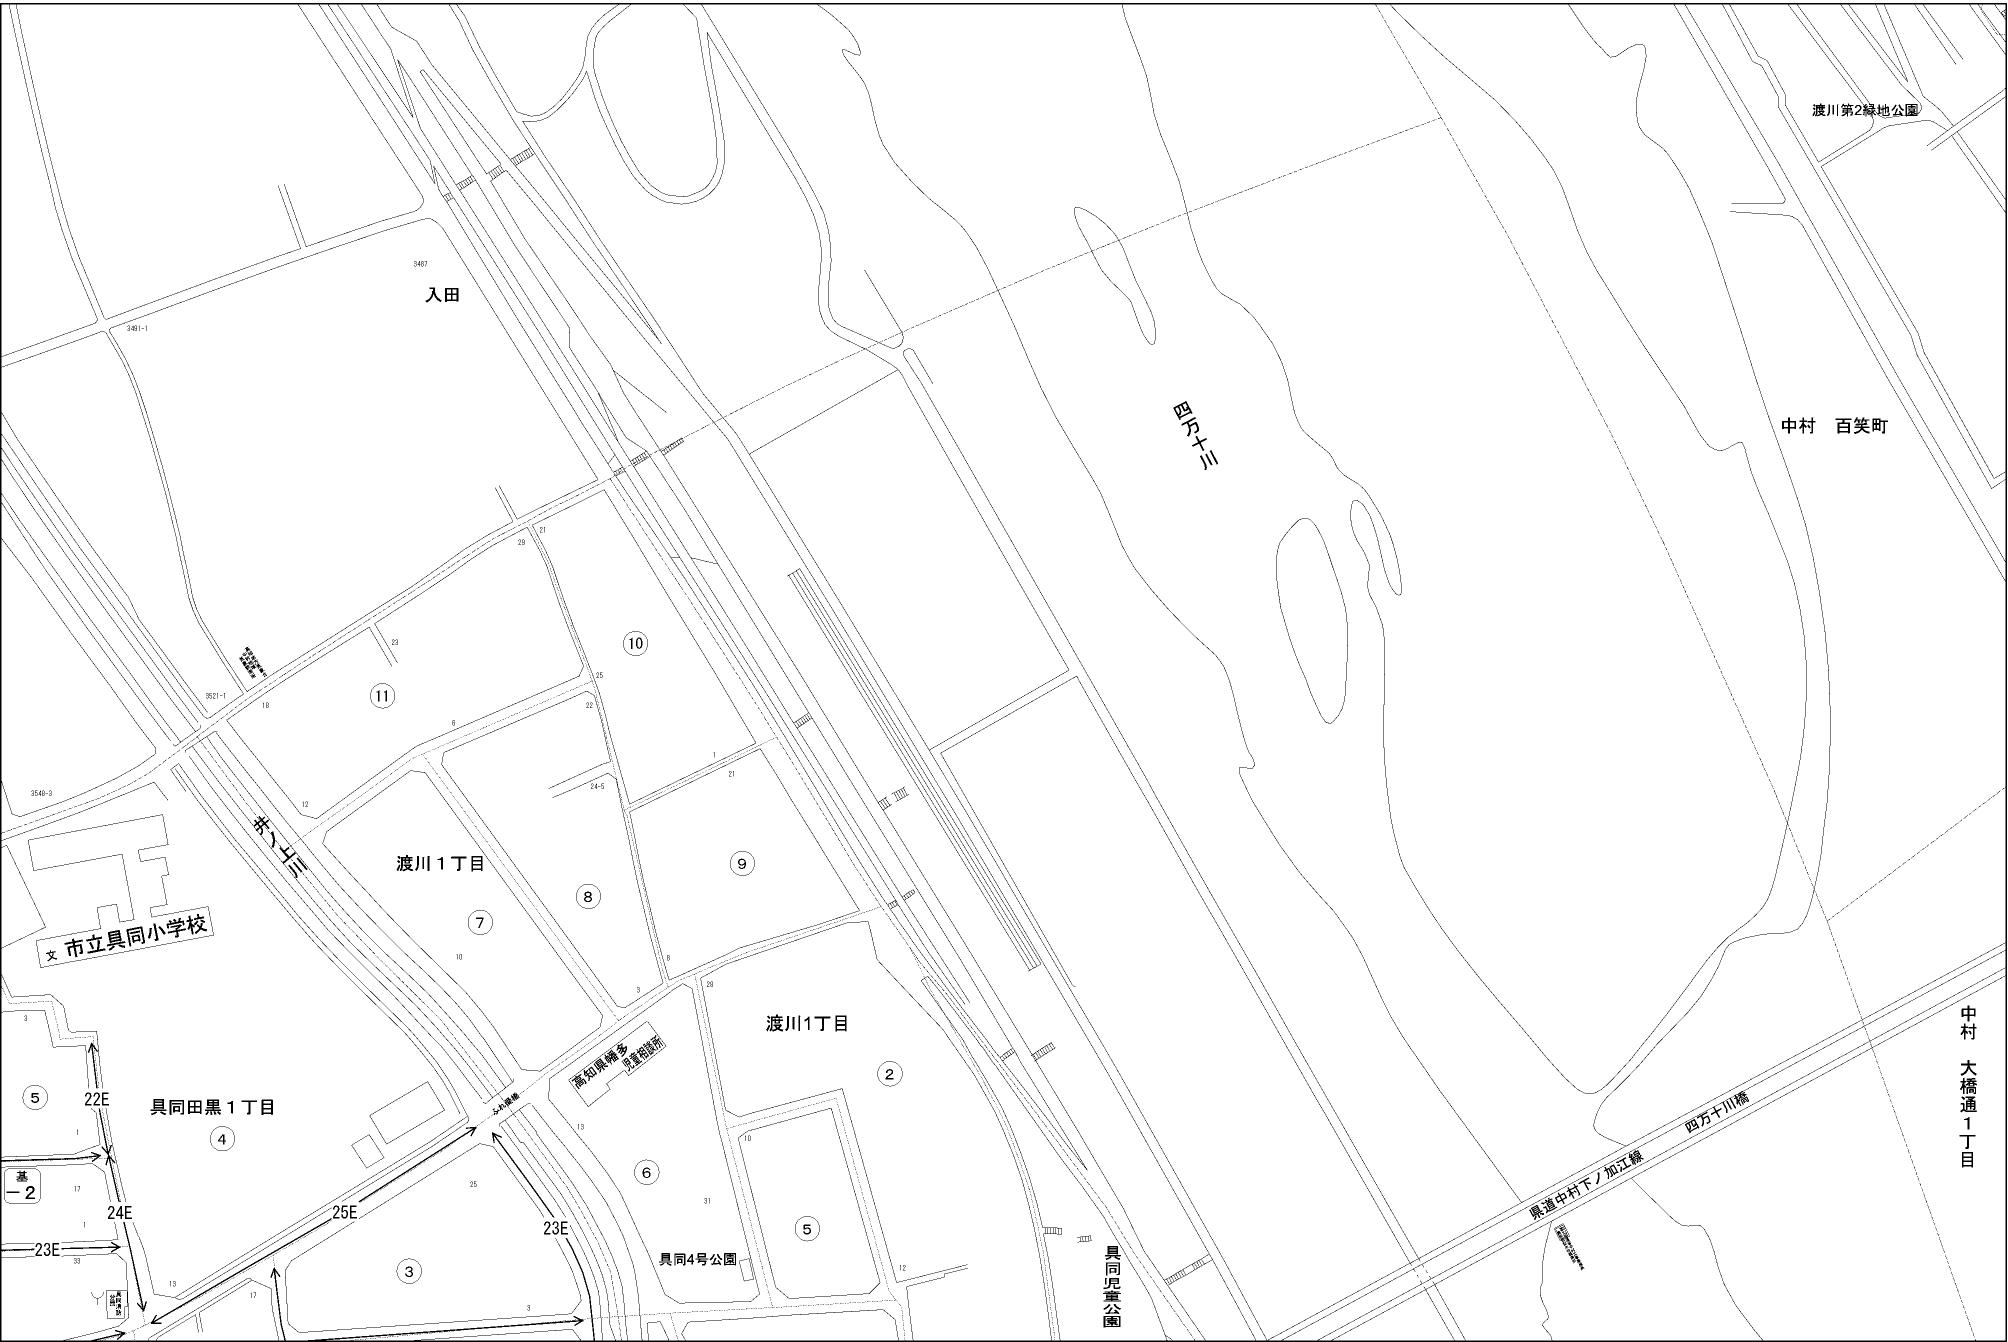 渡川第2緑地公園
3487
入田
3491-1
四万十川
中村　百笑町
21
29
10
23
25
3521-1
11
18
22
6
1
21
24-5
3548-3
12
井ノ上川
渡川1丁目
9
8
7
文 市立具同小学校
10
8
28
3
中村　大橋通1丁目
渡川1丁目
高知県幡多
児童相談所
3
2
5
22E
具同田黒1丁目
4
四万十川橋
13
10
1
県道中村下ノ加江線
6
基
-2
17
25
31
24E
25E
23E
5
1
23E
33
具同4号公園
具同児童公園
3
12
13
17
3